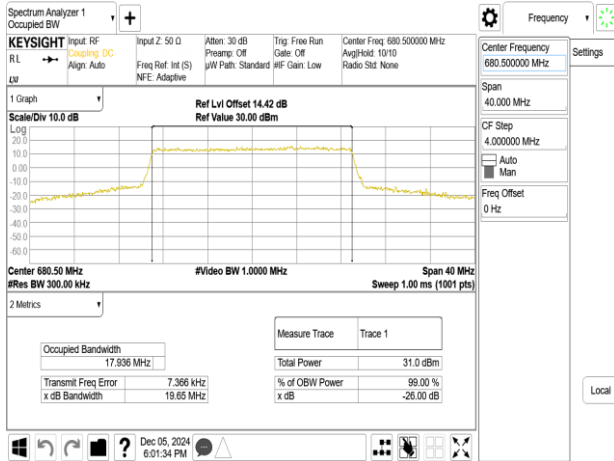 Spectrum Analyzer 1
Occupied BW
KEYSIGHT
RL
LXI
Input: RF
Coupling: DC
Align: Auto
Input Z: 50 Ω
Freq Ref: Int (S)
NFE: Adaptive
Atten: 30 dB
Preamp: Off
µW Path: Standard
Trig: Free Run
Gate: Off
#IF Gain: Low
Center Freq: 680.500000 MHz
Avg|Hold: 10/10
Radio Std: None
1 Graph
Scale/Div 10.0 dB
Ref Lvl Offset 14.42 dB
Ref Value 30.00 dBm
Log
20.0
10.0
0.00
-10.0
-20.0
-30.0
-40.0
-50.0
-60.0
Center 680.50 MHz
#Video BW 1.0000 MHz
Span 40 MHz
#Res BW 300.00 kHz
Sweep 1.00 ms (1001 pts)
2 Metrics
Occupied Bandwidth
17.936 MHz
Transmit Freq Error 7.366 kHz
x dB Bandwidth 19.65 MHz
Measure Trace Trace 1
Total Power 31.0 dBm
% of OBW Power 99.00 %
x dB -26.00 dB
Dec 05, 2024
6:01:34 PM
Frequency
Center Frequency
680.500000 MHz
Span
40.000 MHz
CF Step
4.000000 MHz
Auto
Man
Freq Offset
0 Hz
Settings
Local